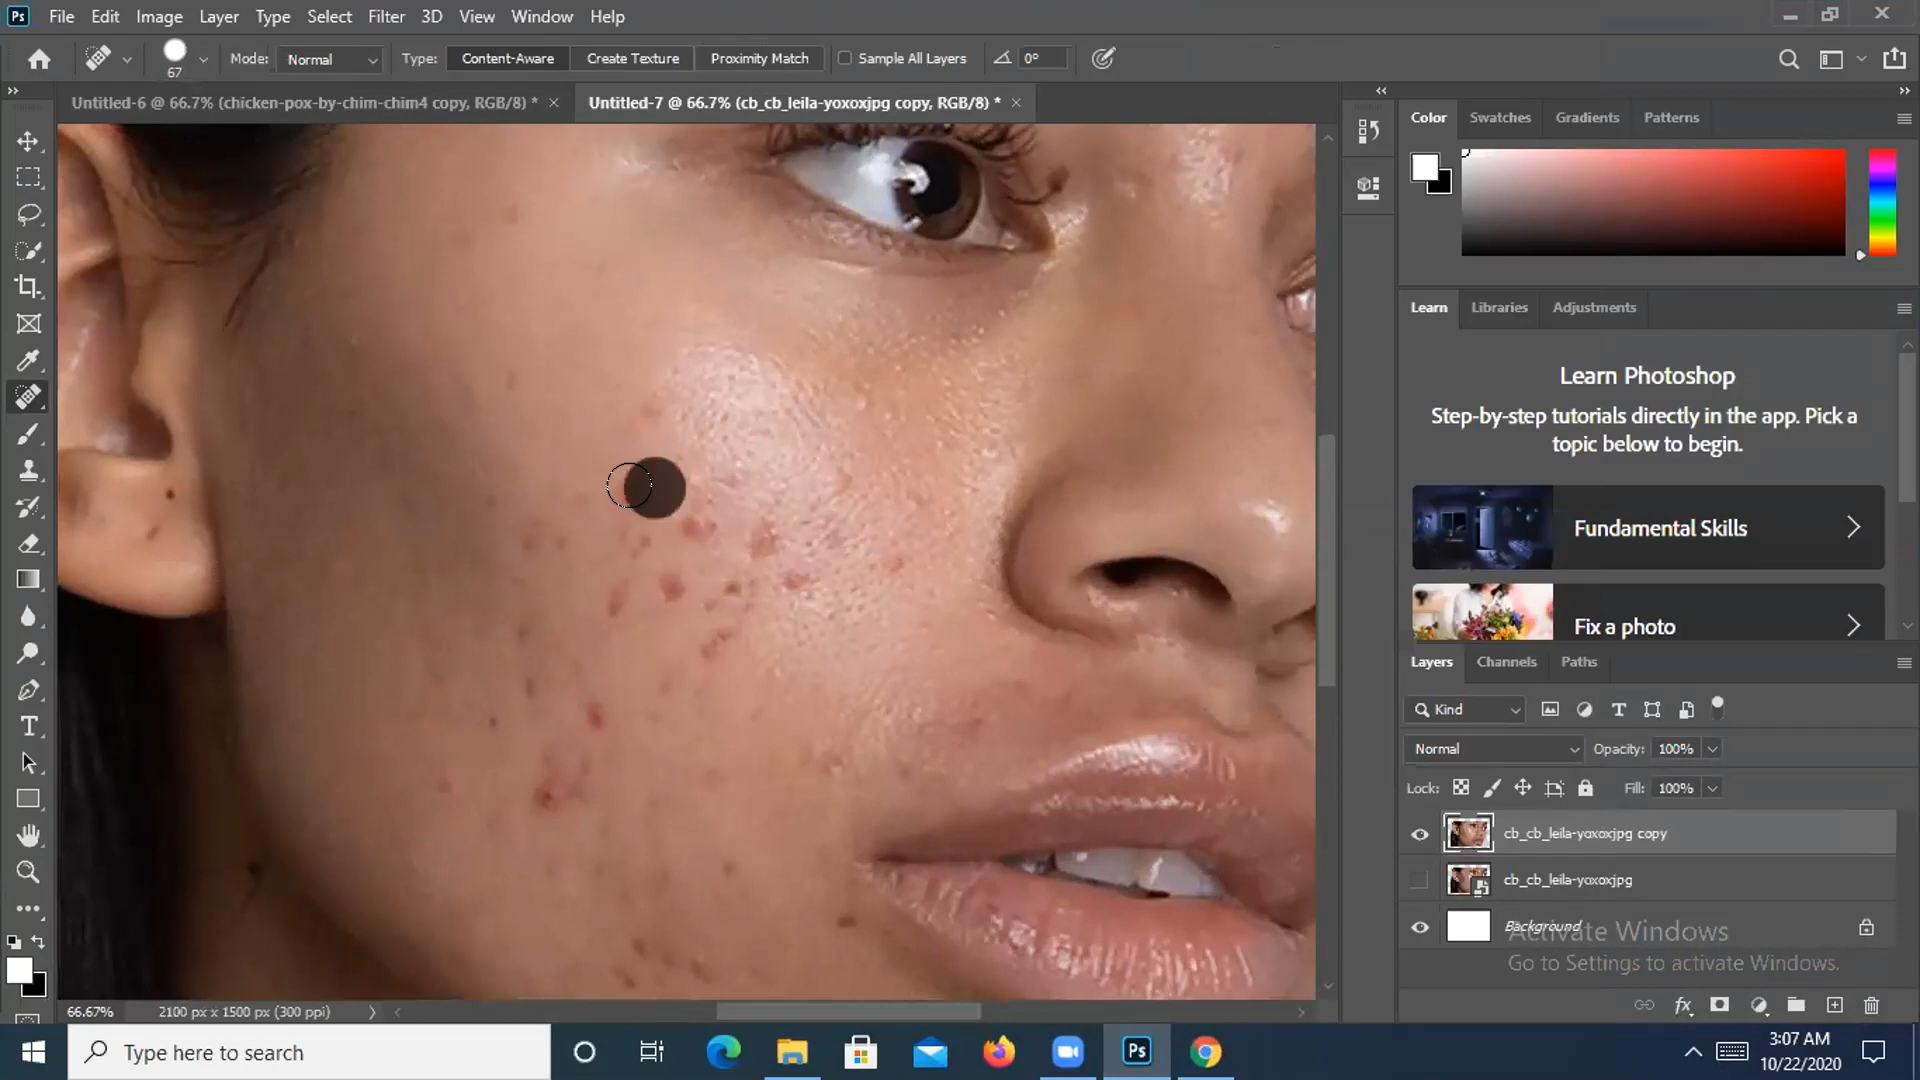 Ps File Edit Image Layer Type Select Filter 3D View Window Help
67 Mode: Normal Type: Content-Aware Create Texture Proximity Match Sample All Layers 0°
Untitled-6 @ 66.7% (chicken-pox-by-chim-chim4 copy, RGB/8) * × Untitled-7 @ 66.7% (cb_cb_leila-yoxoxjpg copy, RGB/8) * ×
Color Swatches Gradients Patterns
Learn Libraries Adjustments
Learn Photoshop
Step-by-step tutorials directly in the app. Pick a
topic below to begin.
Fundamental Skills
Fix a photo
Layers Channels Paths
Kind
Normal Opacity: 100%
Lock: Fill: 100%
cb_cb_leila-yoxoxjpg copy
cb_cb_leila-yoxoxjpg
Background
Activate Windows
Go to Settings to activate Windows.
66.67% 2100 px x 1500 px (300 ppi)
Type here to search
Ps
3:07 AM
10/22/2020